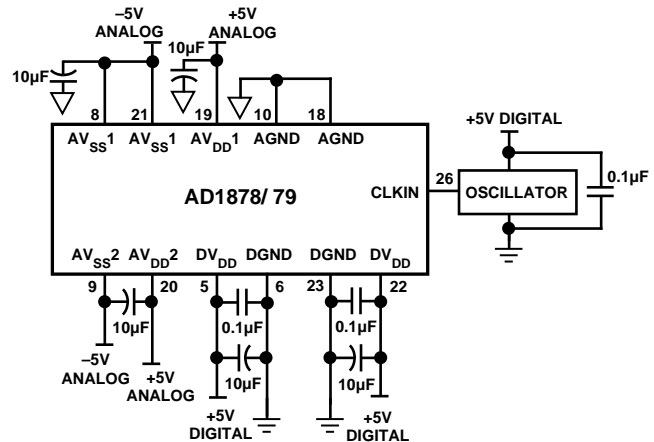 –5V
ANALOG
+5V
ANALOG
10µF
10µF
8
21
19
10
18
AVSS1
AVSS1
AVDD1
AGND
AGND
+5V DIGITAL
AD1878/ 79
CLKIN
26
OSCILLATOR
0.1µF
AVSS2
AVDD2
DVDD
DGND
DGND
DVDD
9
20
5
6
23
22
10µF
0.1µF
0.1µF
–5V
ANALOG
+5V
ANALOG
10µF
10µF
+5V
DIGITAL
+5V
DIGITAL